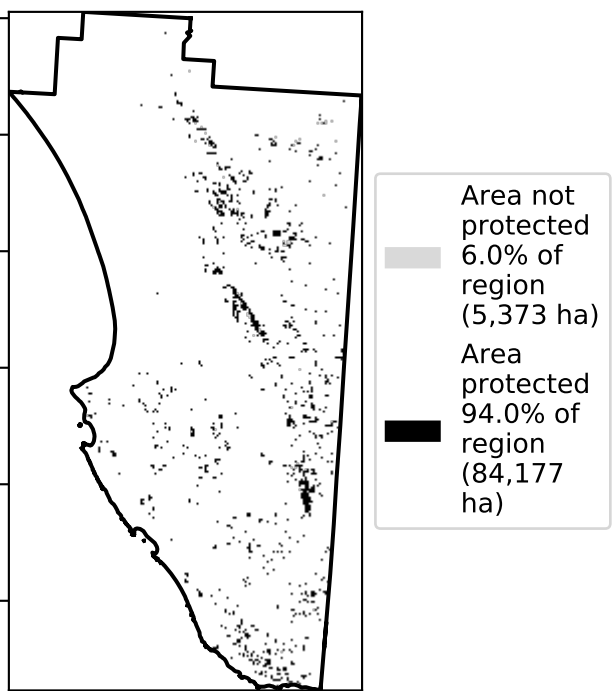 Area not
protected
6.0% of
region
(5,373 ha)
Area
protected
94.0% of
region
(84,177
ha)